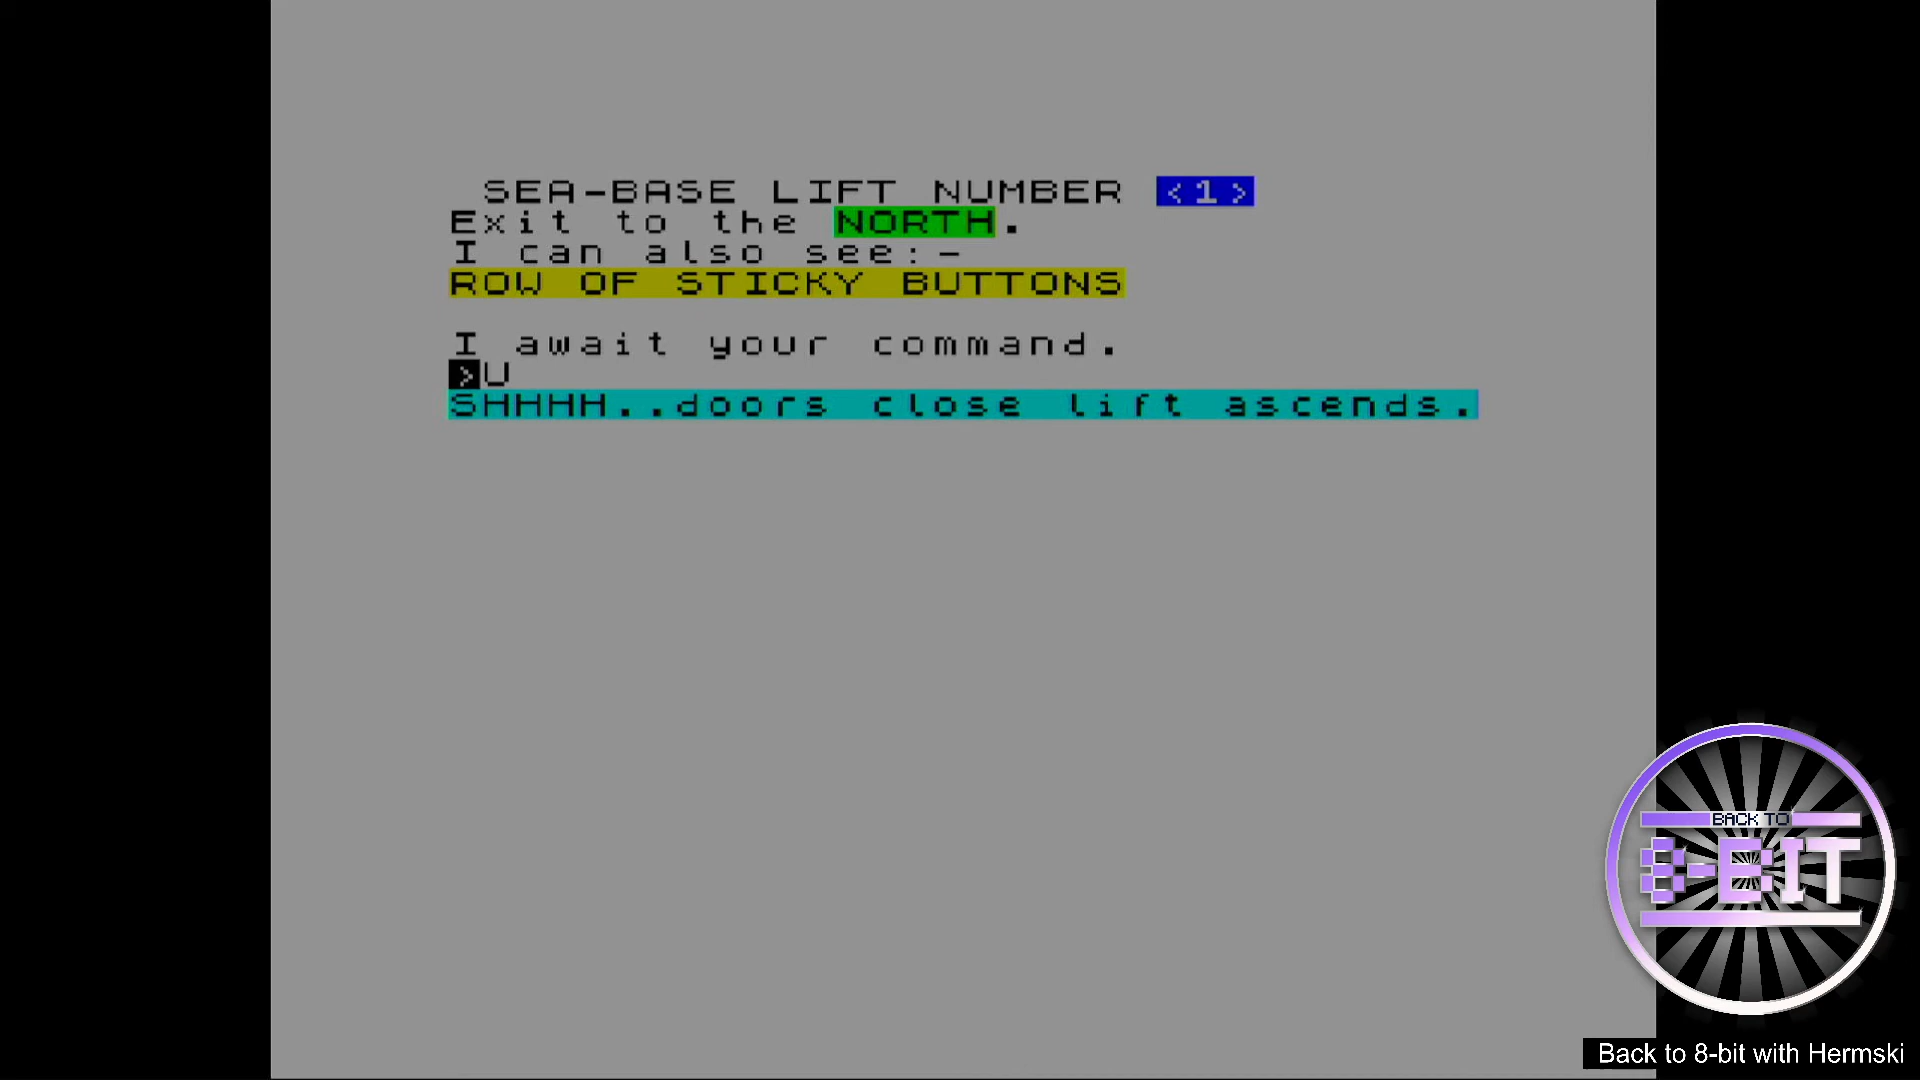 SEA-BASE LIFT NUMBER <1>
Exit to the NORTH.
I can also see:-
ROW OF STICKY BUTTONS
I await your command.
>U
SHHHH..doors close lift ascends.
BACK TO
8-BIT
Back to 8-bit with Hermski